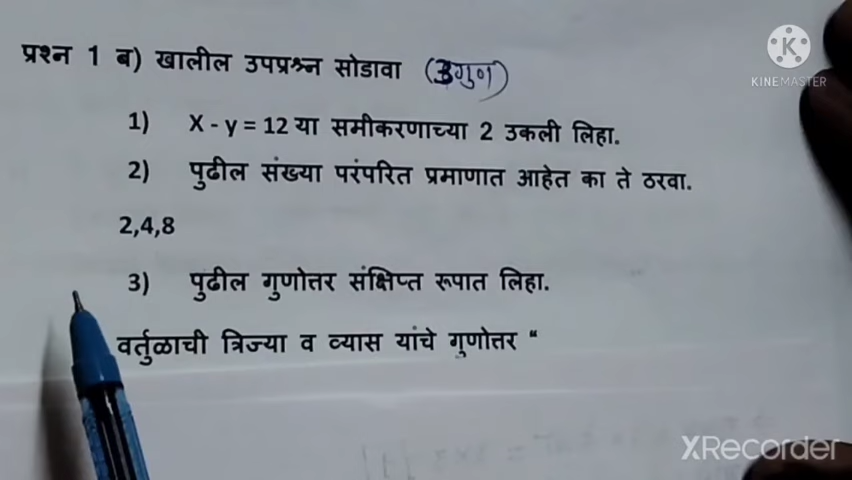 प्रश्न 1 ब) खालील उपप्रश्न सोडावा (3गुण)
KINEMASTER
1) X - y = 12 या समीकरणाच्या 2 उकली लिहा.
2) पुढील संख्या परंपरित प्रमाणात आहेत का ते ठरवा.
2,4,8
3) पुढील गुणोत्तर संक्षिप्त रूपात लिहा.
वर्तुळाची त्रिज्या व व्यास यांचे गुणोत्तर “
XRecorder